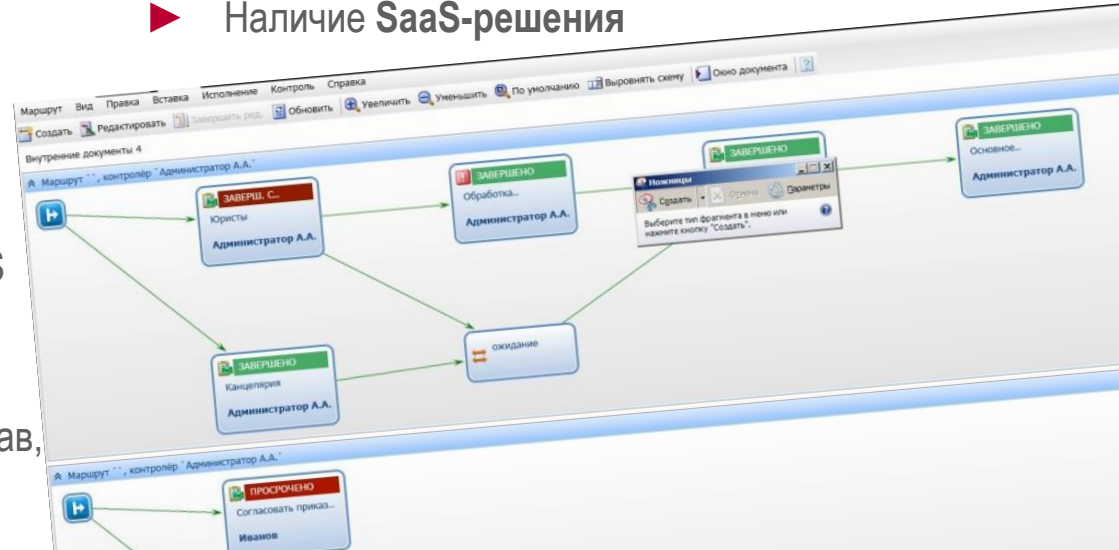 ► Наличие SaaS-решения
Маршрут Вид Правка Вставка Исполнение Контроль Справка
Создать Редактировать Завершить ред. Обновить Увеличить Уменьшить По умолчанию Выровнять схему Окно документа ?
Внутренние документы 4
Маршрут ``, контролёр `Администратор А.А.`
ЗАВЕРШ. С...
Юристы
Администратор А.А.
ЗАВЕРШЕНО
Обработка...
Администратор А.А.
ЗАВЕРШЕНО
ЗАВЕРШЕНО
Основное...
Администратор А.А.
Ножницы
Создать Отмена Параметры
Выберите тип фрагмента в меню или
нажмите кнопку "Создать".
S
ожидание
ЗАВЕРШЕНО
Канцелярия
Администратор А.А.
ав,
Маршрут ``, контролёр `Администратор А.А.`
ПРОСРОЧЕНО
Согласовать приказ...
Иванов